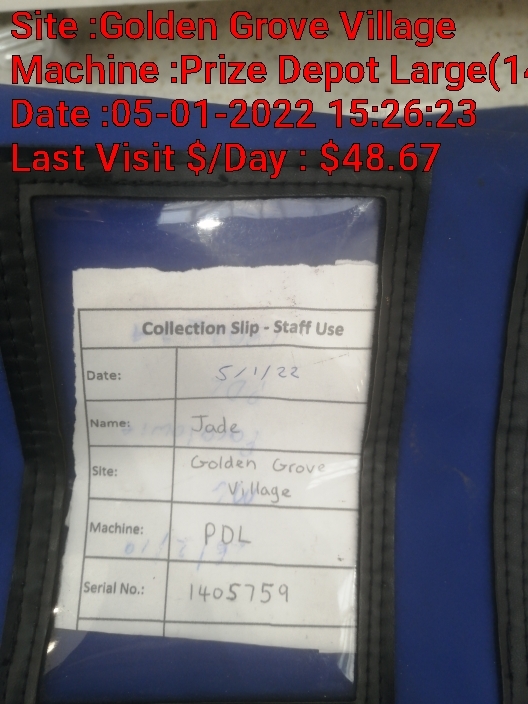 Site :Golden Grove Village
Machine :Prize Depot Large(14
Date :05-01-2022 15:26:23
Last Visit $/Day : $48.67
Collection Slip - Staff Use
Date: 5/1/22
Name: Jade
Site: Golden Grove
Village
Machine: PDL
Serial No.: 1405759